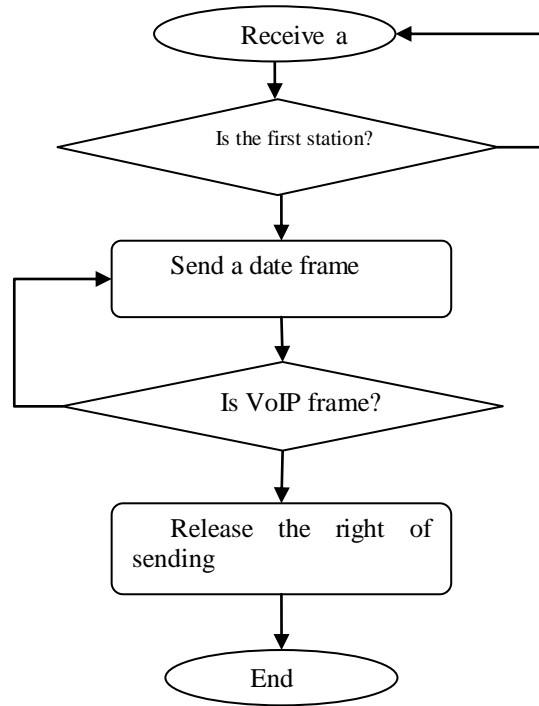 Receive a
Is the first station?
Send a date frame
Is VoIP frame?
Release the right of
sending
End